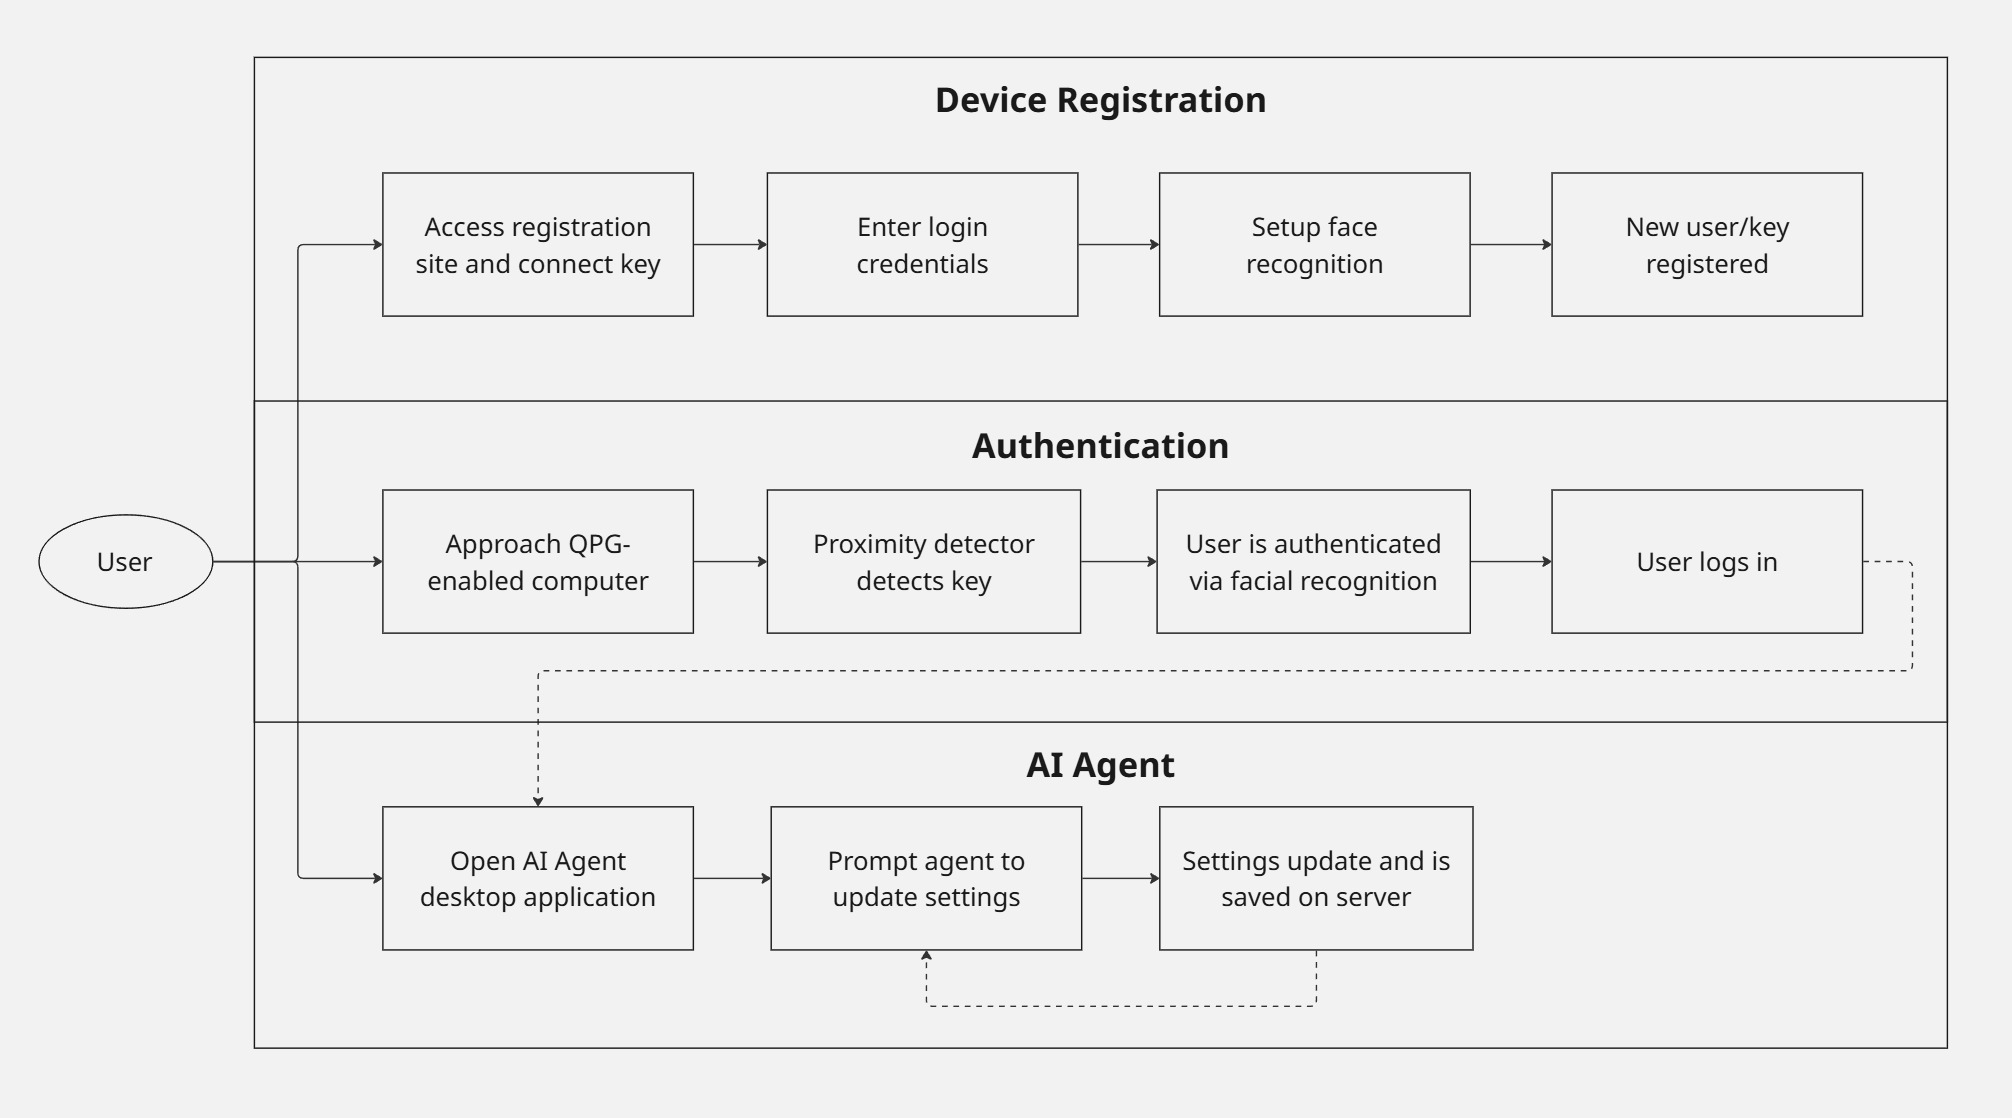 Device Registration
Access registration
site and connect key
Enter login
credentials
Setup face
recognition
New user/key
registered
Authentication
User
Approach QPG-
enabled computer
Proximity detector
detects key
User is authenticated
via facial recognition
User logs in
AI Agent
Open AI Agent
desktop application
Prompt agent to
update settings
Settings update and is
saved on server